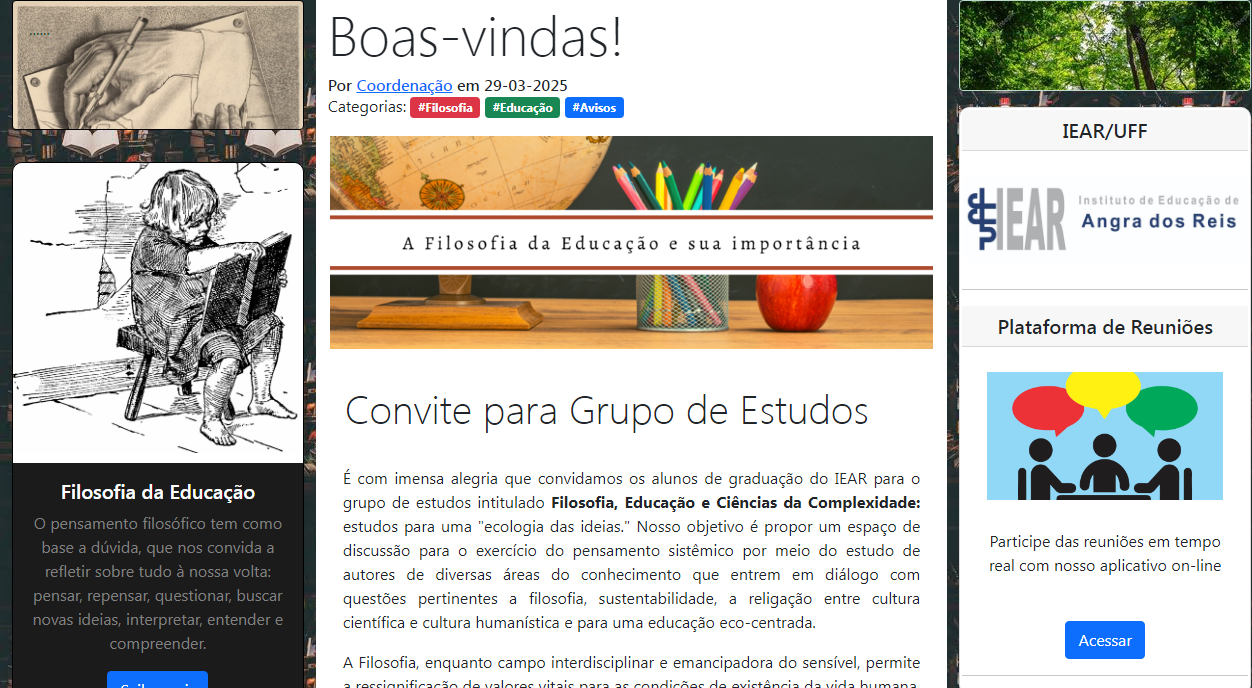 Boas-vindas!
Por Coordenação em 29-03-2025
Categorias: #Filosofia #Educação #Avisos
A Filosofia da Educação e sua importância
Convite para Grupo de Estudos
É com imensa alegria que convidamos os alunos de graduação do IEAR para o
grupo de estudos intitulado Filosofia, Educação e Ciências da Complexidade:
estudos para uma "ecologia das ideias." Nosso objetivo é propor um espaço de
discussão para o exercício do pensamento sistêmico por meio do estudo de
autores de diversas áreas do conhecimento que entrem em diálogo com
questões pertinentes a filosofia, sustentabilidade, a religação entre cultura
científica e cultura humanística e para uma educação eco-centrada.
A Filosofia, enquanto campo interdisciplinar e emancipadora do sensível, permite
a ressignificação de valores vitais para as condições de existência da vida humana,
Filosofia da Educação
O pensamento filosófico tem como
base a dúvida, que nos convida a
refletir sobre tudo à nossa volta:
pensar, repensar, questionar, buscar
novas ideias, interpretar, entender e
compreender.
IEAR/UFF
IEAR
Instituto de Educação de
Angra dos Reis
Plataforma de Reuniões
Participe das reuniões em tempo
real com nosso aplicativo on-line
Acessar